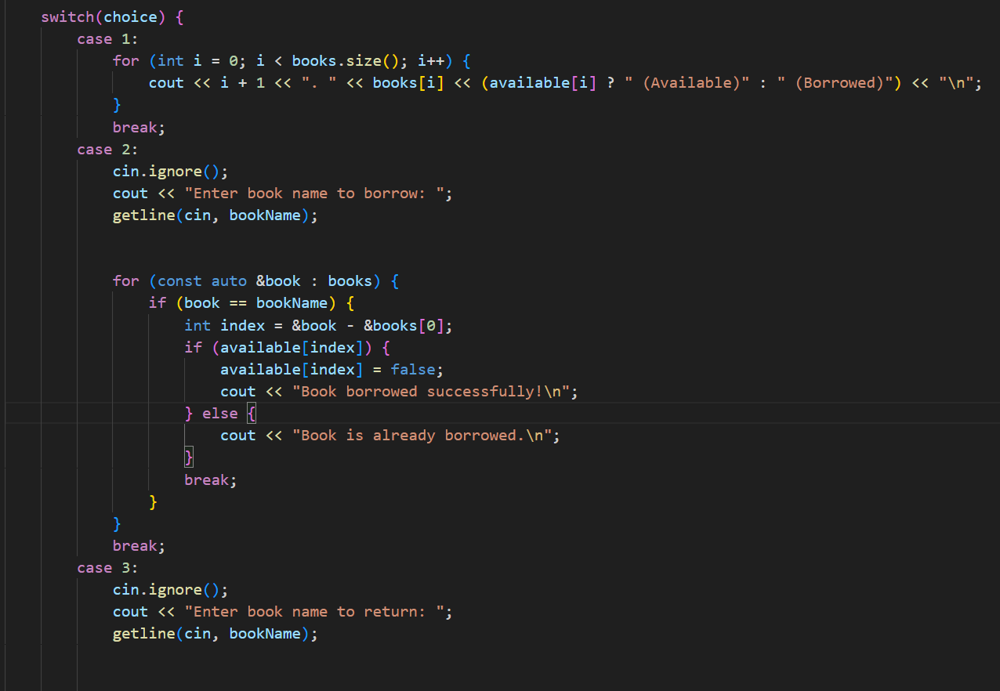 switch(choice) {
case 1:
for (int i = 0; i < books.size(); i++) {
cout << i + 1 << ". " << books[i] << (available[i] ? " (Available)" : " (Borrowed)") << "\n";
}
break;
case 2:
cin.ignore();
cout << "Enter book name to borrow: ";
getline(cin, bookName);
for (const auto &book : books) {
if (book == bookName) {
int index = &book - &books[0];
if (available[index]) {
available[index] = false;
cout << "Book borrowed successfully!\n";
} else {
cout << "Book is already borrowed.\n";
}
break;
}
}
break;
case 3:
cin.ignore();
cout << "Enter book name to return: ";
getline(cin, bookName);